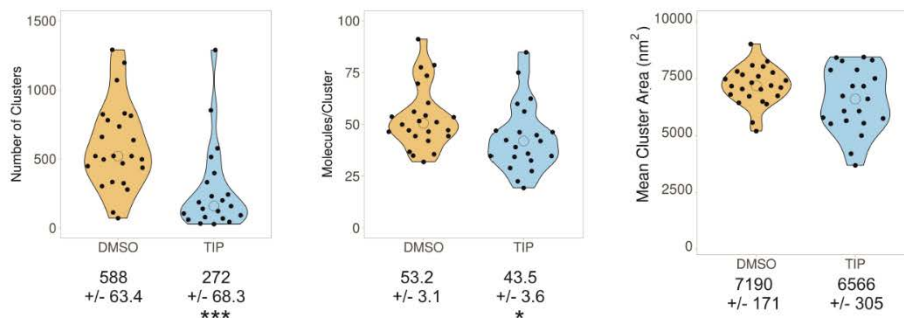 Number of Clusters
1500
1000
500
0
DMSO TIP
588 272
+/- 63.4 +/- 68.3
***
Molecules/Cluster
100
75
50
25
0
DMSO TIP
53.2 43.5
+/- 3.1 +/- 3.6
*
Mean Cluster Area (nm²)
10000
7500
5000
2500
0
DMSO TIP
7190 6566
+/- 171 +/- 305